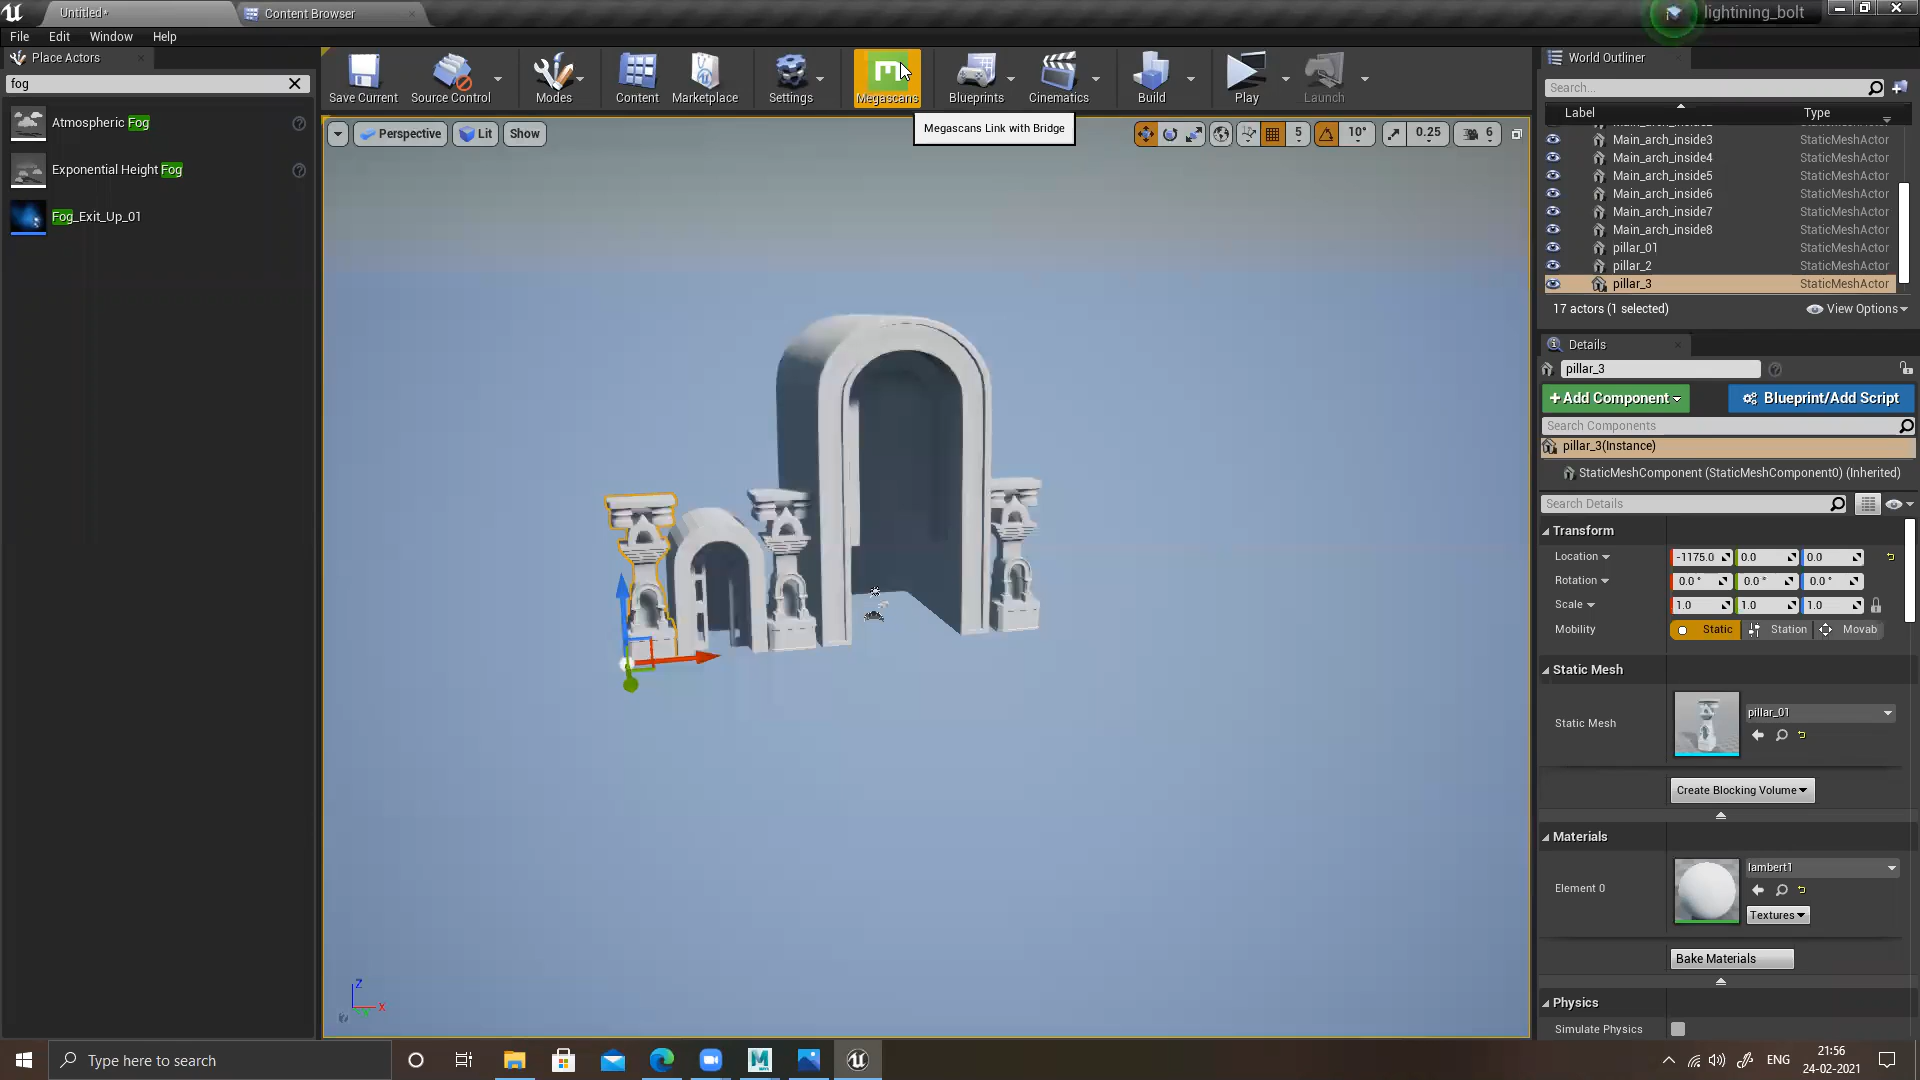 Untitled*
Content Browser
lightining_bolt
File Edit Window Help
Place Actors
fog
Atmospheric Fog
Exponential Height Fog
Fog_Exit_Up_01
Save Current
Source Control
Modes
Content
Marketplace
Settings
Megascans
Blueprints
Cinematics
Build
Play
Launch
Megascans Link with Bridge
Perspective
Lit
Show
5
10°
0.25
6
World Outliner
Search...
Label Type
Main_arch_inside3 StaticMeshActor
Main_arch_inside4 StaticMeshActor
Main_arch_inside5 StaticMeshActor
Main_arch_inside6 StaticMeshActor
Main_arch_inside7 StaticMeshActor
Main_arch_inside8 StaticMeshActor
pillar_01 StaticMeshActor
pillar_2 StaticMeshActor
pillar_3 StaticMeshActor
17 actors (1 selected) View Options
Details
pillar_3
+Add Component
Blueprint/Add Script
Search Components
pillar_3(Instance)
StaticMeshComponent (StaticMeshComponent0) (Inherited)
Search Details
Transform
Location -1175.0 0.0 0.0
Rotation 0.0° 0.0° 0.0°
Scale 1.0 1.0 1.0
Mobility Static Station Movab
Static Mesh
Static Mesh pillar_01
Create Blocking Volume
Materials
Element 0 lambert1
Textures
Bake Materials
Physics
Simulate Physics
Z
X
Type here to search
ENG
21:56
24-02-2021